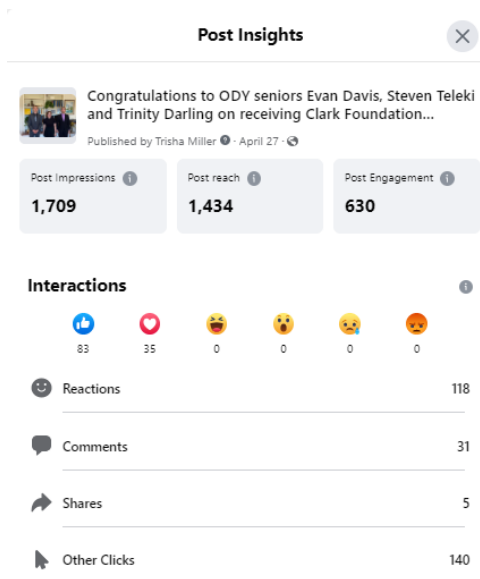 Post Insights
Congratulations to ODY seniors Evan Davis, Steven Teleki
and Trinity Darling on receiving Clark Foundation...
Published by Trisha Miller · April 27 ·
Post Impressions Post reach Post Engagement
1,709 1,434 630
Interactions
83 35 0 0 0 0
Reactions 118
Comments 31
Shares 5
Other Clicks 140